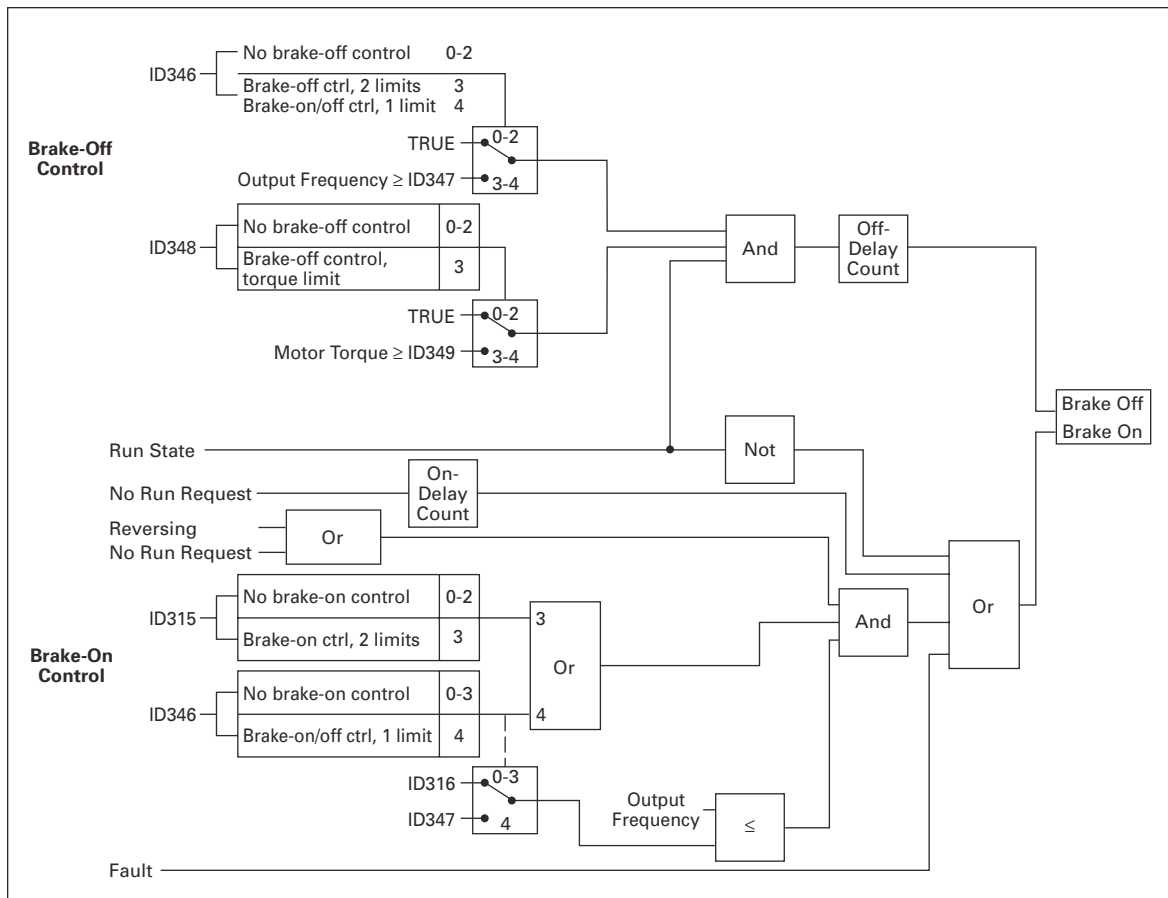 No brake-off control 0-2
ID346
Brake-off ctrl, 2 limits 3
Brake-on/off ctrl, 1 limit 4
Brake-Off
Control
TRUE
0-2
Output Frequency ≥ ID347
3-4
No brake-off control 0-2
ID348
Brake-off control,
torque limit
3
TRUE
0-2
Motor Torque ≥ ID349
3-4
And
Off-
Delay
Count
Brake Off
Brake On
Run State
Not
No Run Request
On-
Delay
Count
Reversing
No Run Request
Or
No brake-on control 0-2
ID315
Brake-on ctrl, 2 limits 3
Brake-On
Control
No brake-on control 0-3
ID346
Brake-on/off ctrl, 1 limit 4
3
Or
4
And
Or
ID316
0-3
ID347
4
Output
Frequency
≤
Fault